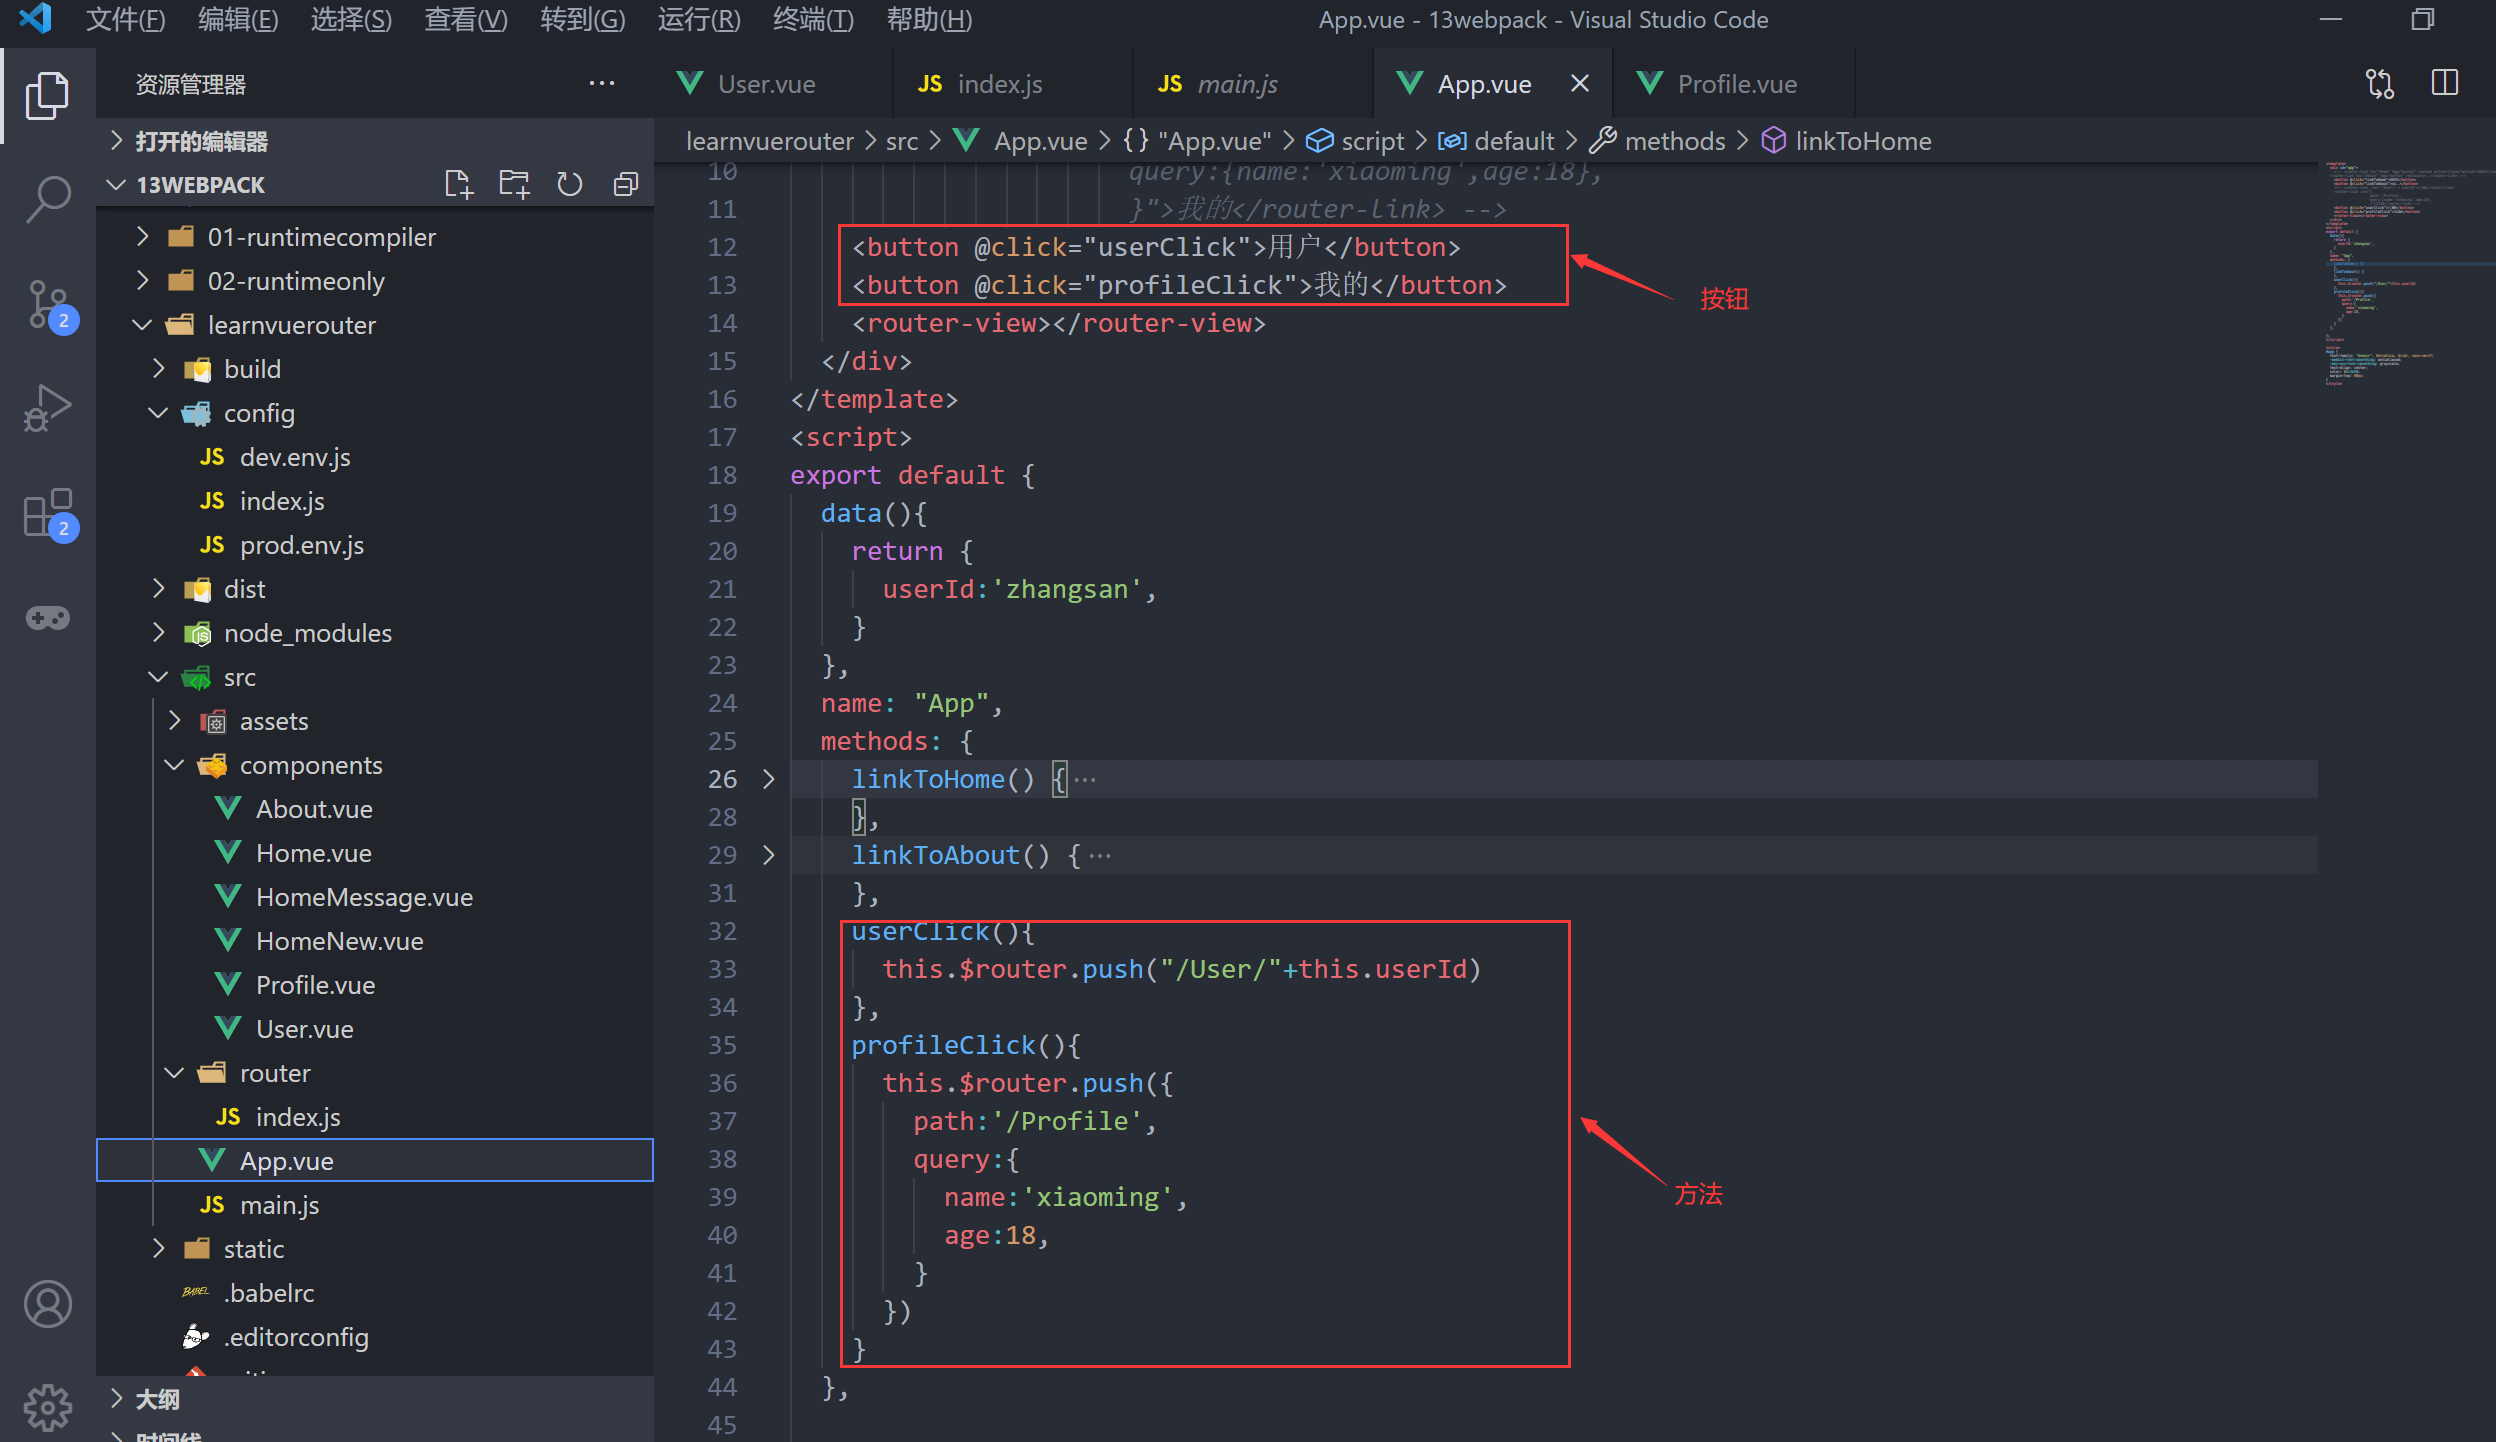 文件(F) 编辑(E) 选择(S) 查看(V) 转到(G) 运行(R) 终端(T) 帮助(H) App.vue - 13webpack - Visual Studio Code
资源管理器
User.vue JS index.js JS main.js App.vue Profile.vue
打开的编辑器
learnvuerouter > src > App.vue > {} "App.vue" > script > default > methods > linkToHome
13WEBPACK
01-runtimecompiler
02-runtimeonly
learnvuerouter
build
config
JS dev.env.js
JS index.js
JS prod.env.js
dist
node_modules
src
assets
components
About.vue
Home.vue
HomeMessage.vue
HomeNew.vue
Profile.vue
User.vue
router
JS index.js
App.vue
JS main.js
static
BABEL .babelrc
.editorconfig
大纲
时间线
2
2
10 query:{name:'xiaoming',age:18},
11 }">我的</router-link> -->
12 <button @click="userClick">用户</button>
13 <button @click="profileClick">我的</button>
按钮
14 <router-view></router-view>
15 </div>
16 </template>
17 <script>
18 export default {
19 data(){
20 return {
21 userId:'zhangsan',
22 }
23 },
24 name: "App",
25 methods: {
26 linkToHome() {…
28 },
29 linkToAbout() {…
31 },
32 userClick(){
33 this.$router.push("/User/"+this.userId)
34 },
35 profileClick(){
36 this.$router.push({
37 path:'/Profile',
38 query:{
39 name:'xiaoming',
40 age:18,
41 }
42 })
43 }
方法
44 },
45